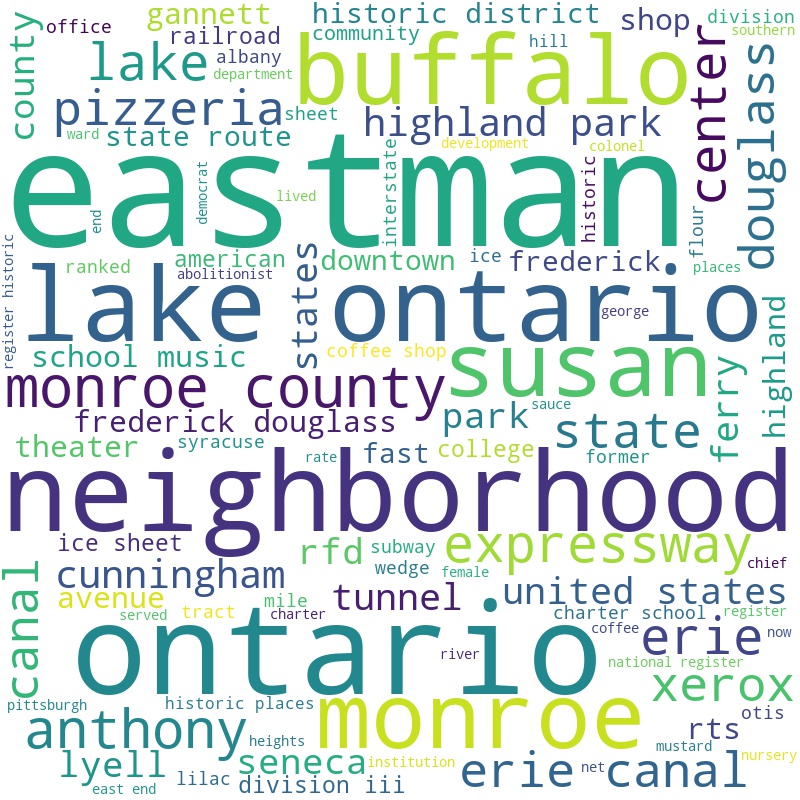 county
office
gannett
railroad
albany
department
historic district
community
hill
shop
division
southern
lake
buffalo
center
pizzeria
sheet
ward
state route
highland park
development
colonel
douglass
eastman
end
democrat
lived
interstate
historic
flour
register historic
ranked
american
abolitionist
states
downtown
ice
frederick
places
lake ontario
george
highland
school music
coffee shop
susan
monroe county
ferry
frederick douglass
park
sauce
state
theater
syracuse
rate
fast
college
former
neighborhood
ice sheet
rfd
subway
wedge
female
expressway
chief
canal
cunningham
avenue
served
tract
mile
charter
tunnel
united states
charter school
register
ontario
river
coffee
erie
now
national register
xerox
pittsburgh
historic places
monroe
otis
rts
anthony
heights
mustard
nursery
lyell
lilac
east end
seneca
division iii
institution
erie canal
net